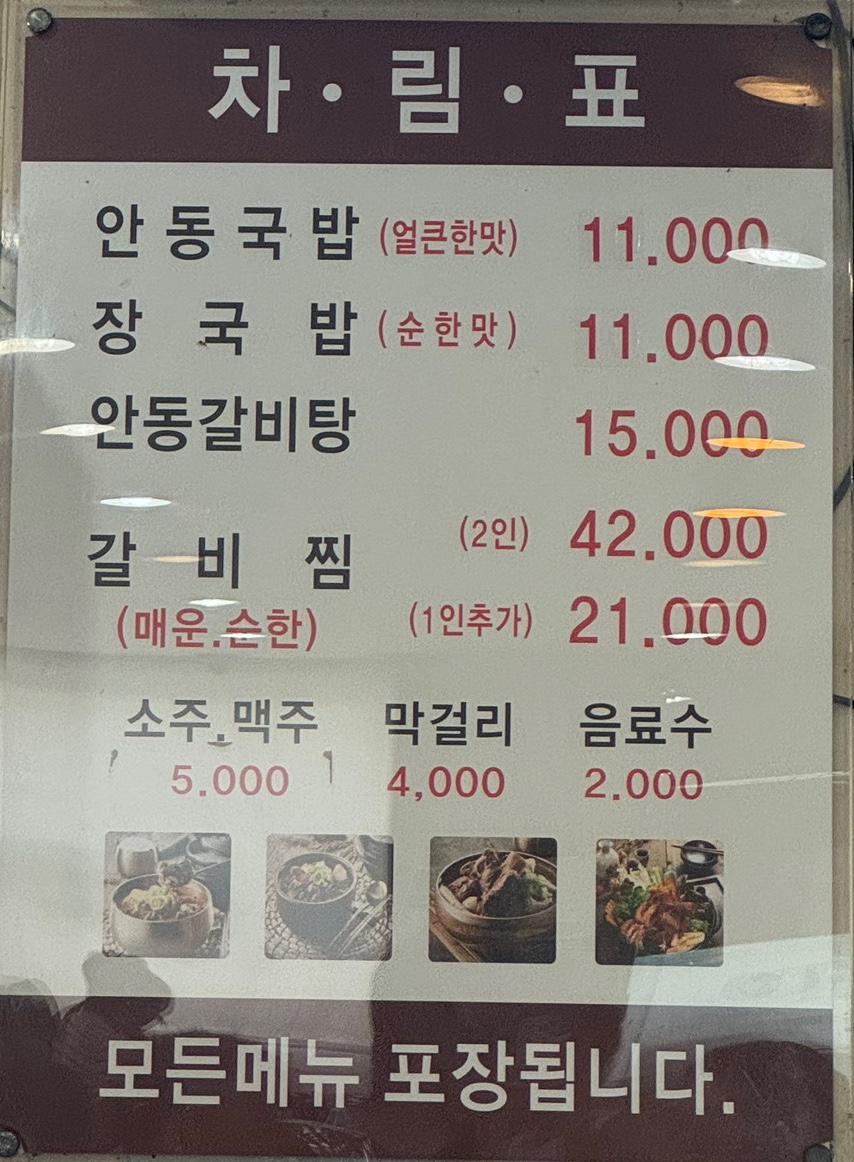 차·림·표
안동국밥 (얼큰한맛) 11.000
장국밥 (순한맛) 11.000
안동갈비탕 15.000
갈비찜 (2인) 42.000
(매운.순한) (1인추가) 21.000
소주.맥주 막걸리 음료수
5.000 4,000 2.000
모든메뉴 포장됩니다.